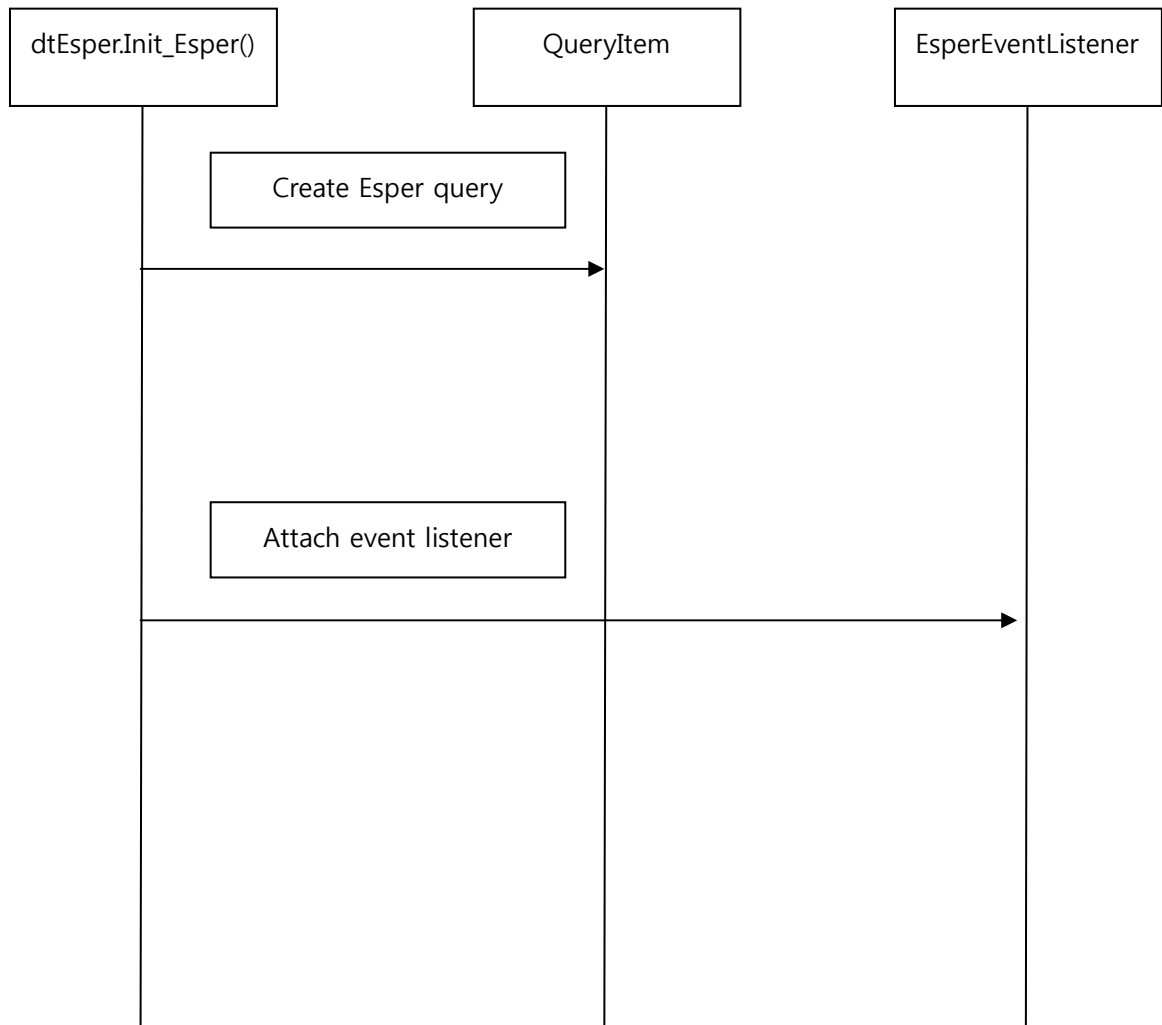 dtEsper.Init_Esper()
QueryItem
EsperEventListener
Create Esper query
Attach event listener